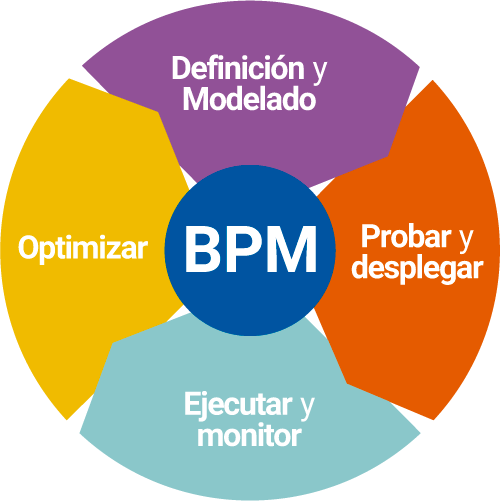 Definición y
Modelado
Optimizar
BPM
Probar y
desplegar
Ejecutar y
monitor